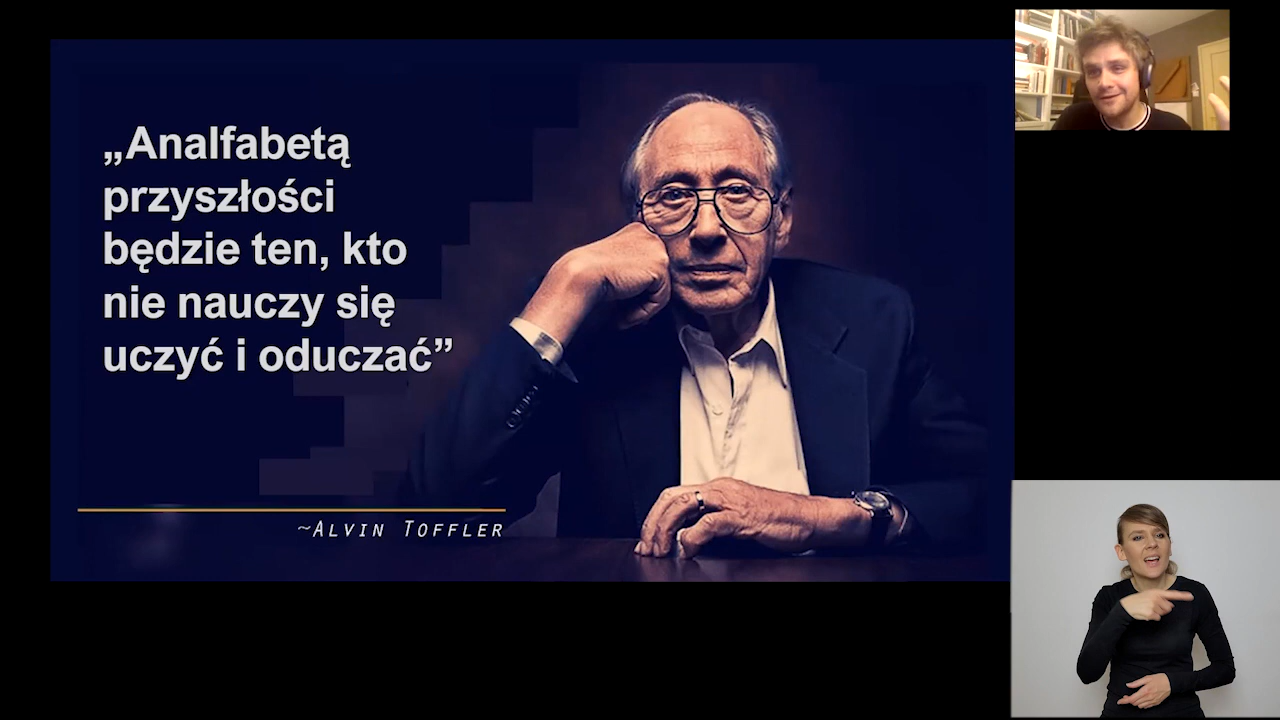 „Analfabetą
przyszłości
będzie ten, kto
nie nauczy się
uczyć i oduczać”
~Alvin Toffler